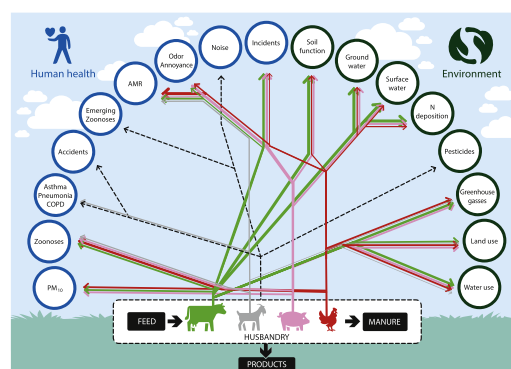 Human health
Environment
Noise
Incidents
Soil
function
Odor
Annoyance
Ground
water
AMR
Surface
water
Emerging
Zoonoses
N
deposition
Accidents
Pesticides
Asthma
Pneumonia
COPD
Greenhouse
gasses
Zoonoses
Land use
PM10
Water use
FEED
MANURE
HUSBANDRY
PRODUCTS